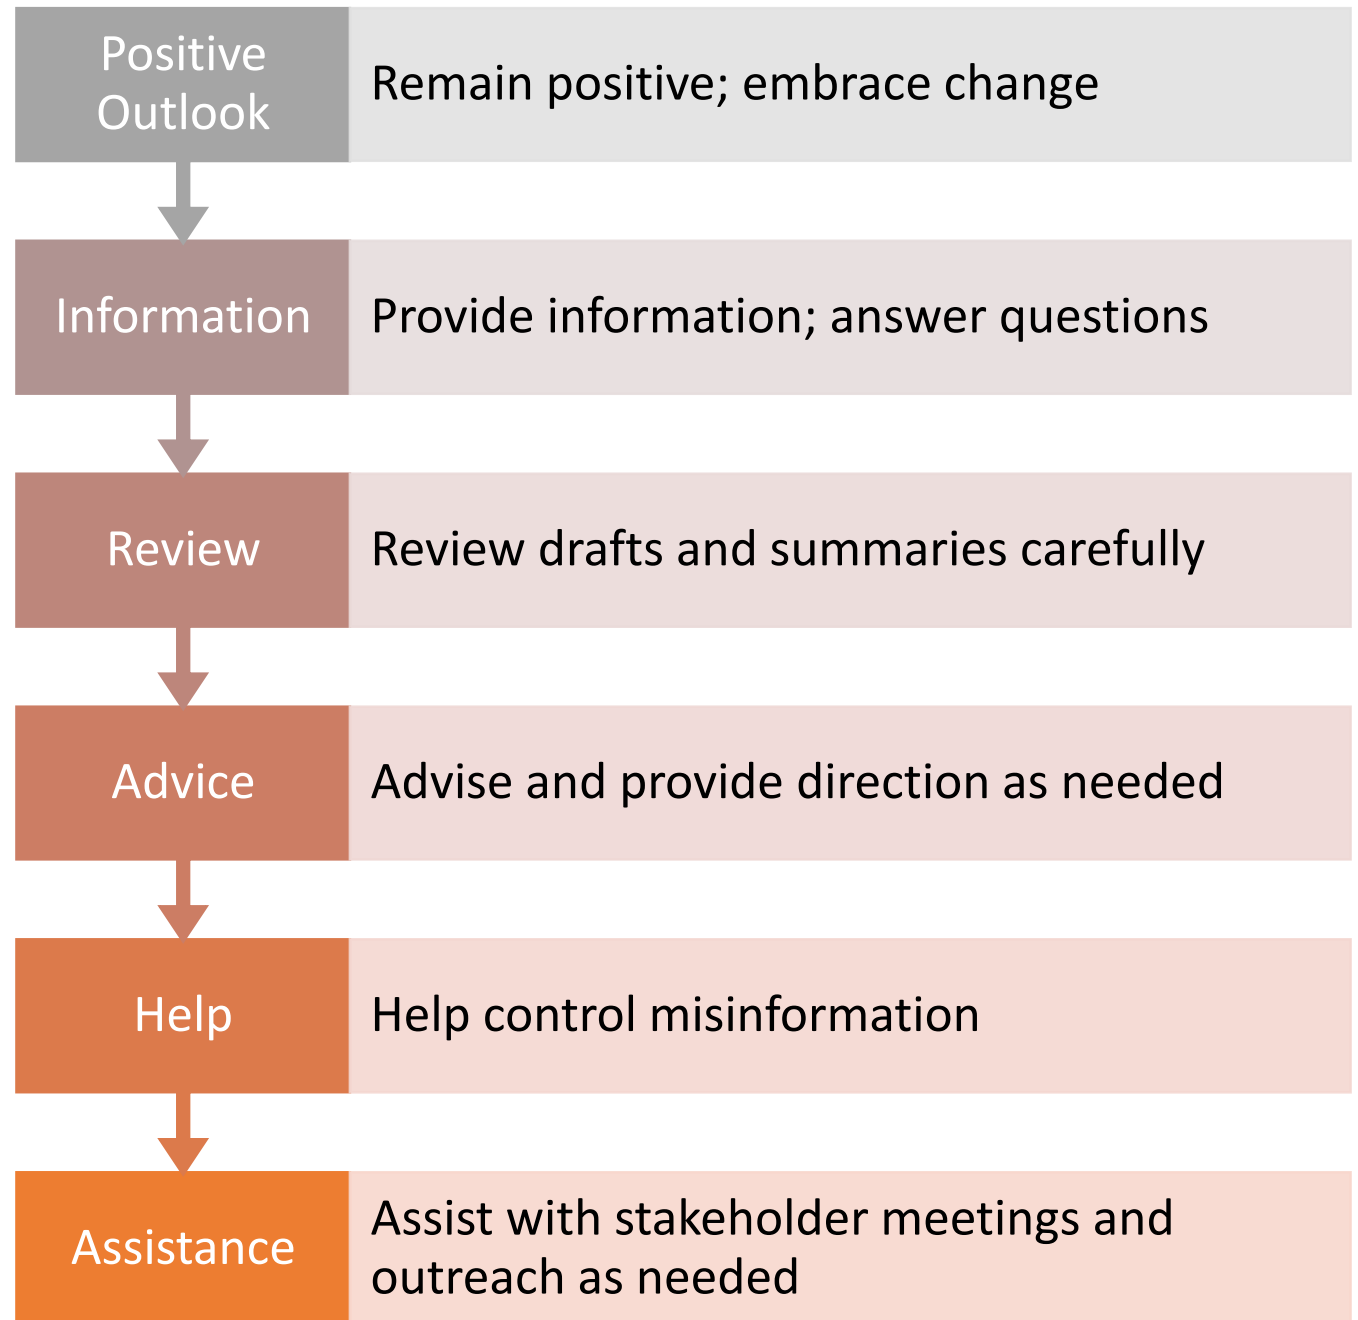 Positive
Outlook
Remain positive; embrace change
Information
Provide information; answer questions
Review
Review drafts and summaries carefully
Advice
Advise and provide direction as needed
Help
Help control misinformation
Assistance
Assist with stakeholder meetings and
outreach as needed